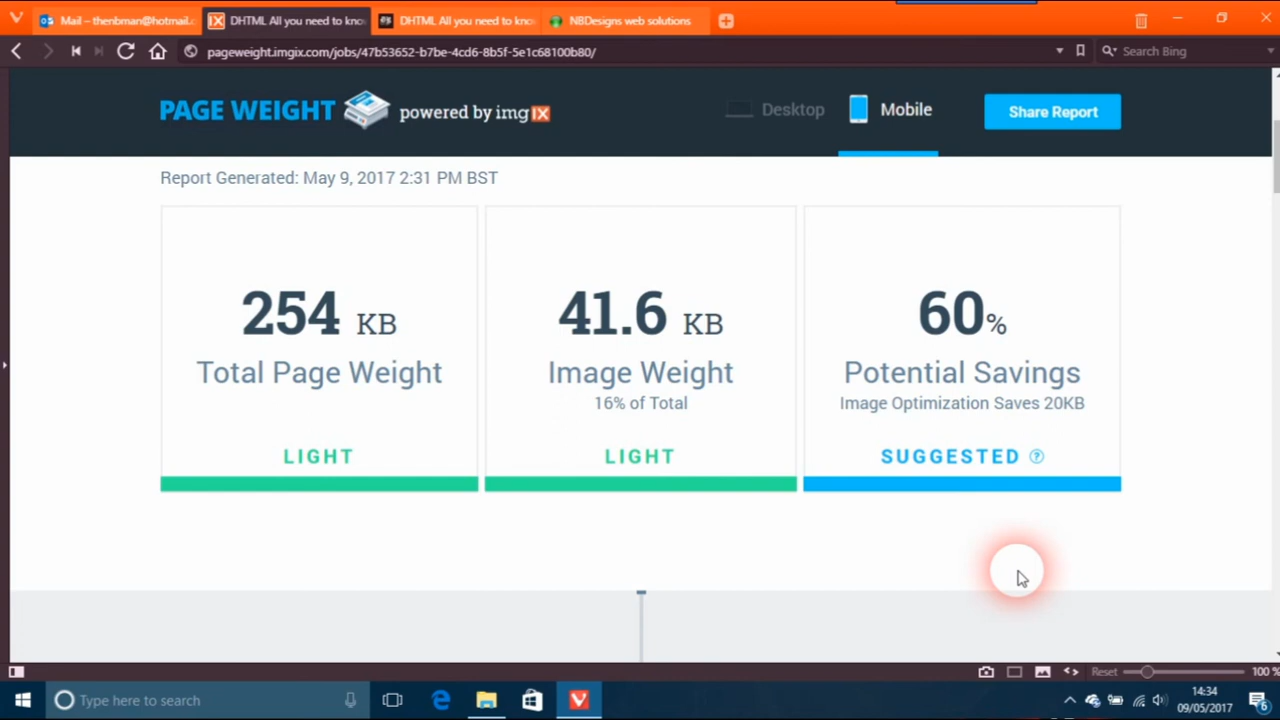 Mail – thenbman@hotmail.c
DHTML All you need to kno
DHTML All you need to kno
NBDesigns web solutions
pageweight.imgix.com/jobs/47b53652-b7be-4cd6-8b5f-5e1c68100b80/
Search Bing
PAGE WEIGHT powered by imgIX
Desktop
Mobile
Share Report
Report Generated: May 9, 2017 2:31 PM BST
254 KB
Total Page Weight
LIGHT
41.6 KB
Image Weight
16% of Total
LIGHT
60%
Potential Savings
Image Optimization Saves 20KB
SUGGESTED ?
Reset
100 %
Type here to search
14:34
09/05/2017
6